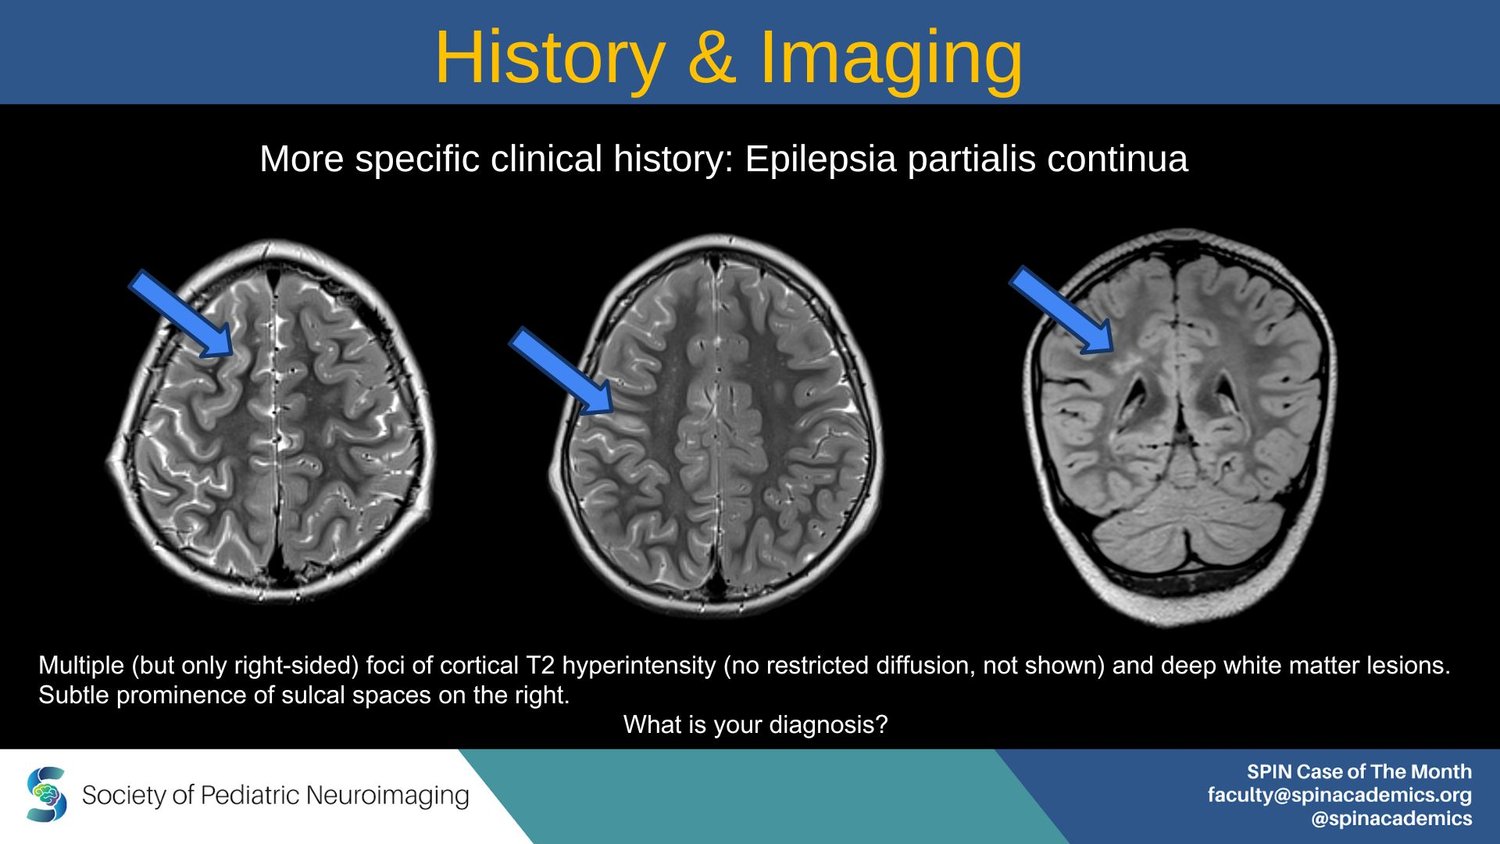 History & Imaging
More specific clinical history: Epilepsia partialis continua
Multiple (but only right-sided) foci of cortical T2 hyperintensity (no restricted diffusion, not shown) and deep white matter lesions.
Subtle prominence of sulcal spaces on the right.
What is your diagnosis?
Society of Pediatric Neuroimaging
SPIN Case of The Month
faculty@spinacademics.org
@spinacademics